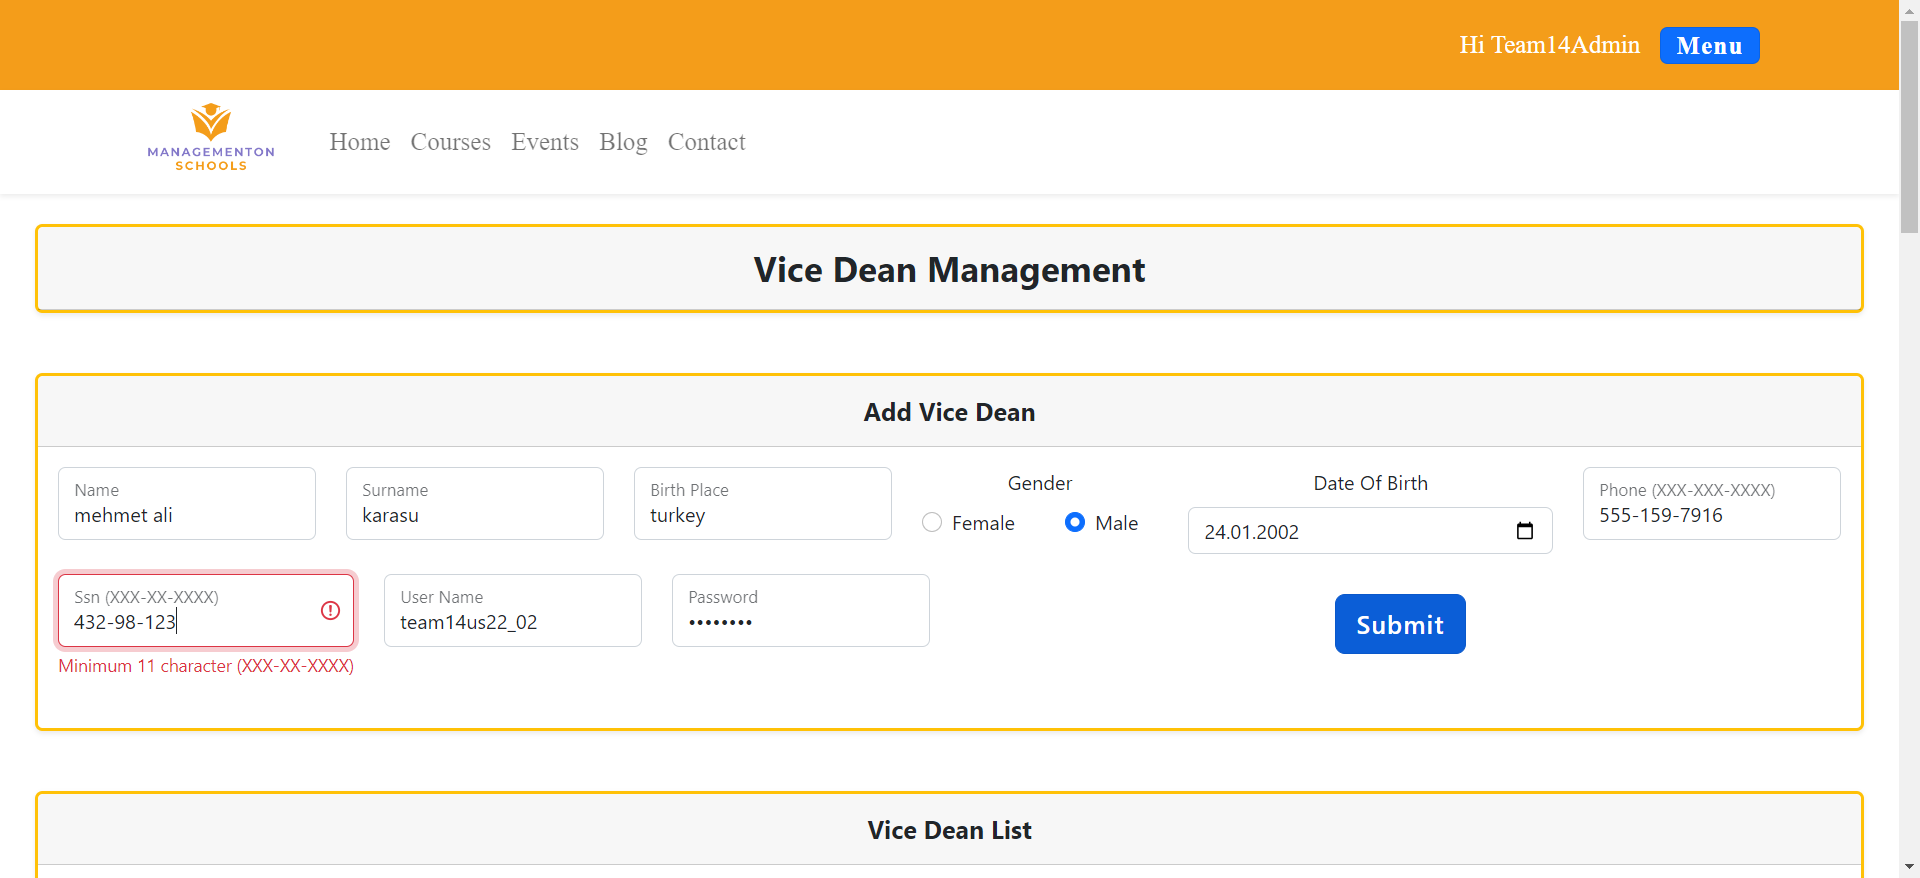 Hi Team14Admin Menu
MANAGEMENTON
SCHOOLS
Home Courses Events Blog Contact
Vice Dean Management
Add Vice Dean
Name
mehmet ali
Surname
karasu
Birth Place
turkey
Gender
Female Male
Date Of Birth
24.01.2002
Phone (XXX-XXX-XXXX)
555-159-7916
Ssn (XXX-XX-XXXX)
432-98-123
Minimum 11 character (XXX-XX-XXXX)
User Name
team14us22_02
Password
••••••••
Submit
Vice Dean List